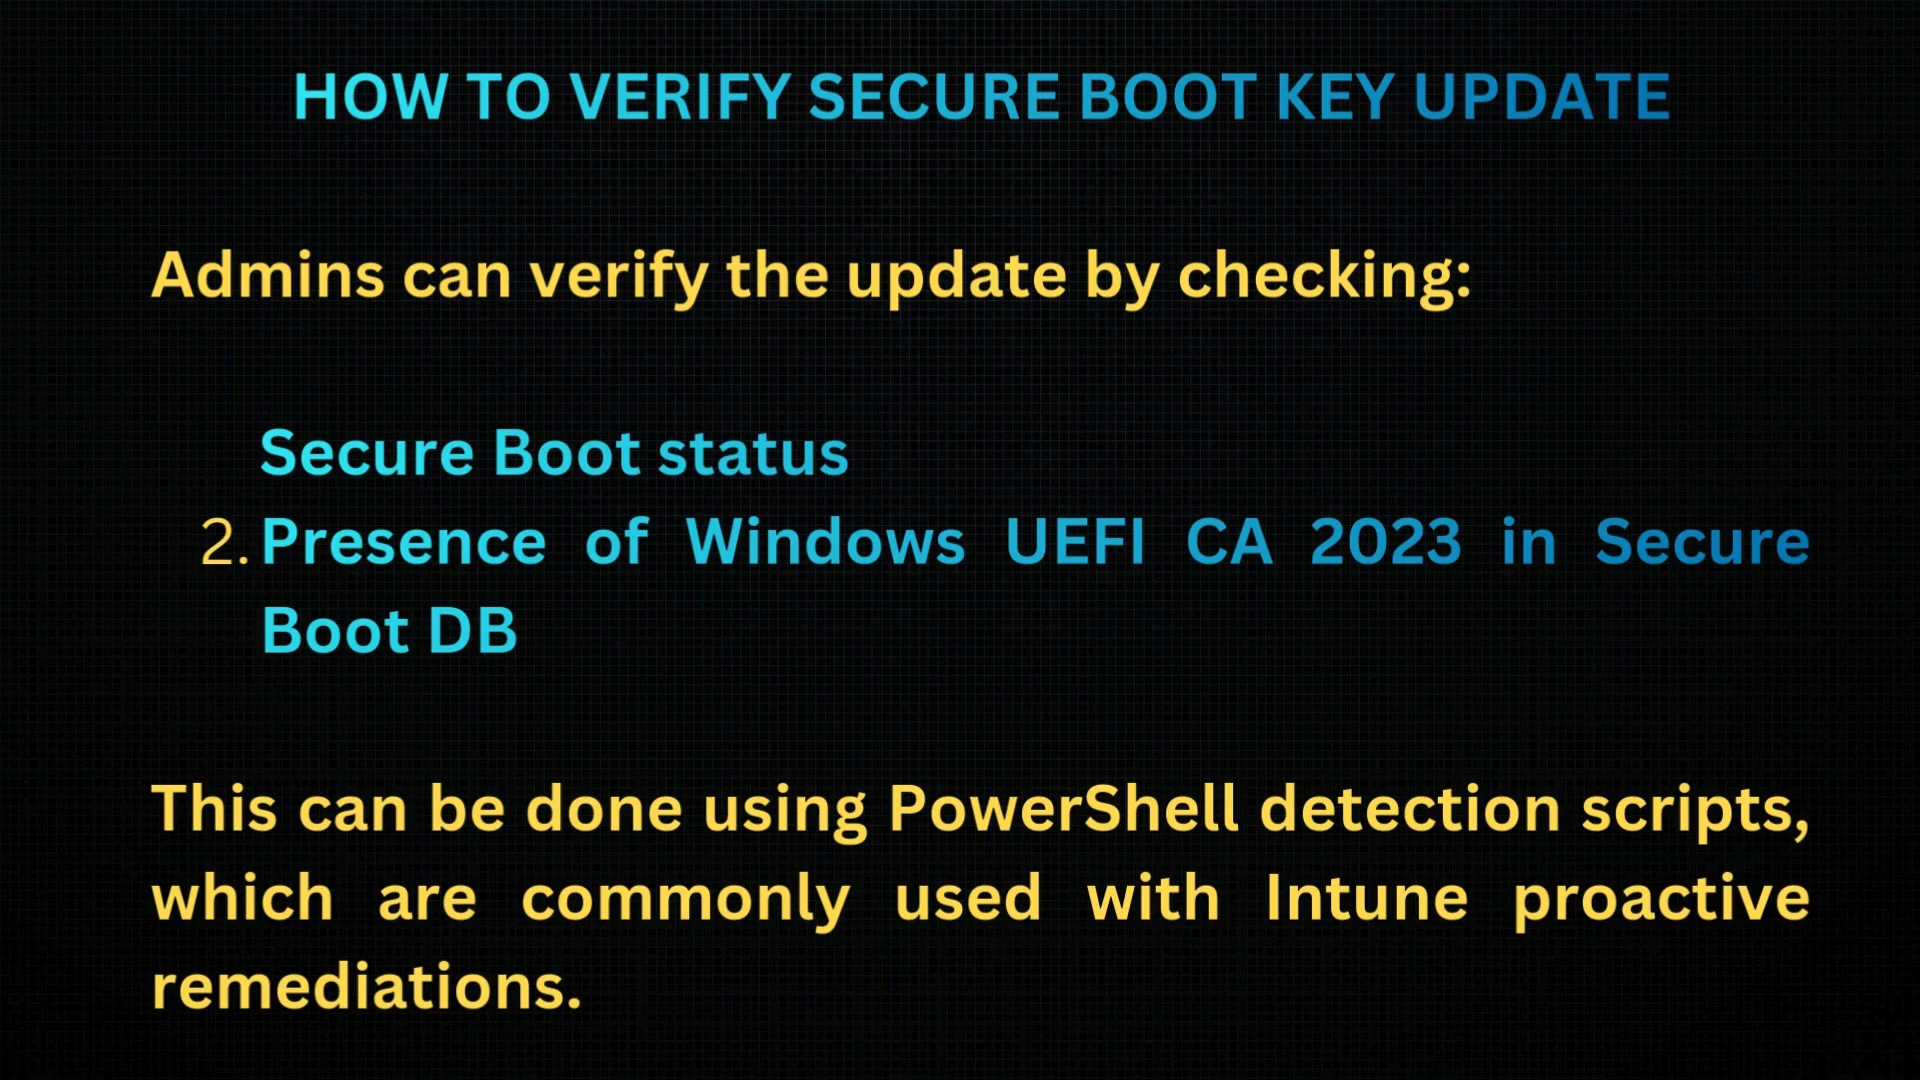 HOW TO VERIFY SECURE BOOT KEY UPDATE
Admins can verify the update by checking:
Secure Boot status
2. Presence of Windows UEFI CA 2023 in Secure
Boot DB
This can be done using PowerShell detection scripts,
which are commonly used with Intune proactive
remediations.